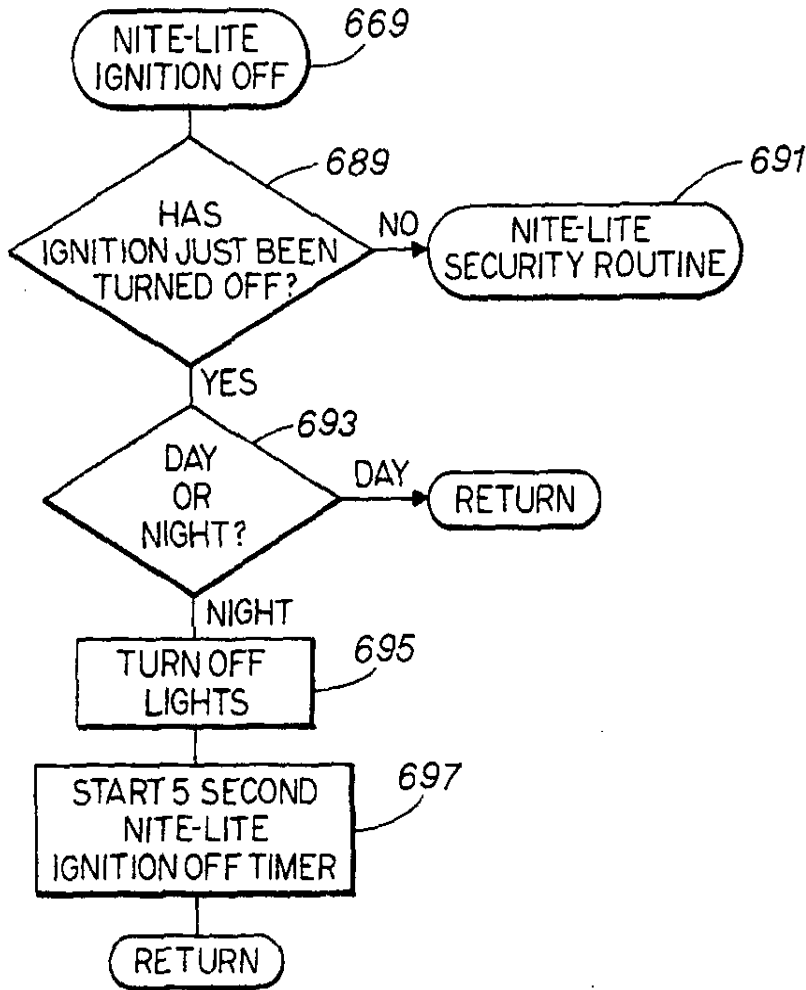 NITE-LITE
IGNITION OFF
669
689
HAS
IGNITION JUST BEEN
TURNED OFF?
NO
691
NITE-LITE
SECURITY ROUTINE
YES
693
DAY
OR
NIGHT?
DAY
RETURN
NIGHT
695
TURN OFF
LIGHTS
697
START 5 SECOND
NITE-LITE
IGNITION OFF TIMER
RETURN